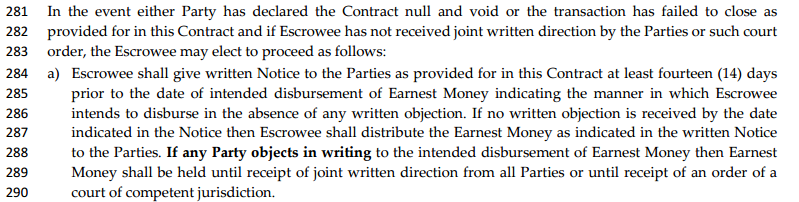 281 In the event either Party has declared the Contract null and void or the transaction has failed to close as
282 provided for in this Contract and if Escrowee has not received joint written direction by the Parties or such court
283 order, the Escrowee may elect to proceed as follows:
284 a) Escrowee shall give written Notice to the Parties as provided for in this Contract at least fourteen (14) days
285 prior to the date of intended disbursement of Earnest Money indicating the manner in which Escrowee
286 intends to disburse in the absence of any written objection. If no written objection is received by the date
287 indicated in the Notice then Escrowee shall distribute the Earnest Money as indicated in the written Notice
288 to the Parties. If any Party objects in writing to the intended disbursement of Earnest Money then Earnest
289 Money shall be held until receipt of joint written direction from all Parties or until receipt of an order of a
290 court of competent jurisdiction.